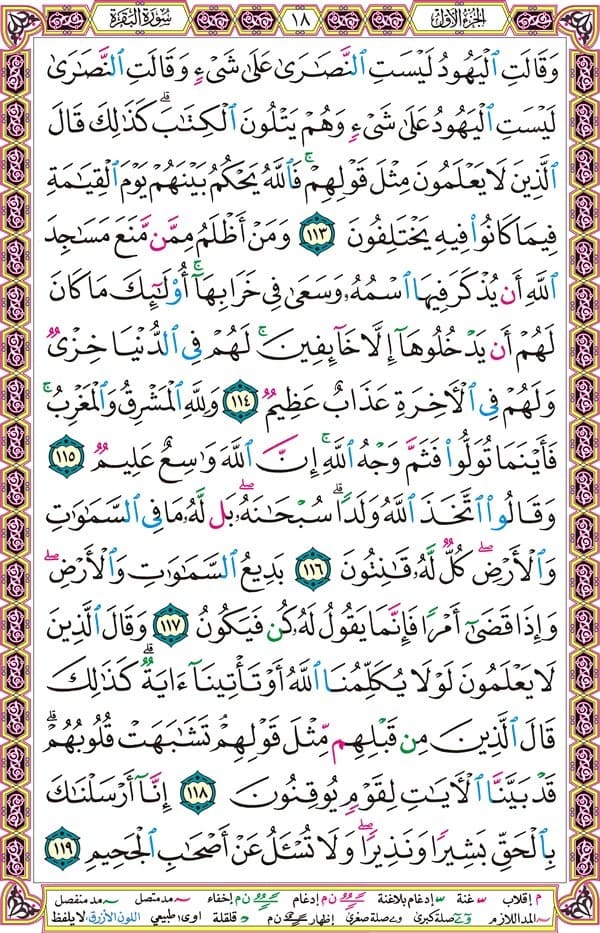 الجزء الأول ١٨ سورة البقرة
وَقَالَتِ ٱلْيَهُودُ لَيْسَتِ ٱلنَّصَٰرَىٰ عَلَىٰ شَىْءٍ وَقَالَتِ ٱلنَّصَٰرَىٰ
لَيْسَتِ ٱلْيَهُودُ عَلَىٰ شَىْءٍ وَهُمْ يَتْلُونَ ٱلْكِتَٰبَ ۗ كَذَٰلِكَ قَالَ
ٱلَّذِينَ لَا يَعْلَمُونَ مِثْلَ قَوْلِهِمْ ۚ فَٱللَّهُ يَحْكُمُ بَيْنَهُمْ يَوْمَ ٱلْقِيَٰمَةِ
فِيمَا كَانُوا۟ فِيهِ يَخْتَلِفُونَ ١١٣ وَمَنْ أَظْلَمُ مِمَّن مَّنَعَ مَسَٰجِدَ
ٱللَّهِ أَن يُذْكَرَ فِيهَا ٱسْمُهُۥ وَسَعَىٰ فِى خَرَابِهَآ ۚ أُو۟لَٰٓئِكَ مَا كَانَ
لَهُمْ أَن يَدْخُلُوهَآ إِلَّا خَآئِفِينَ ۚ لَهُمْ فِى ٱلدُّنْيَا خِزْىٌ
وَلَهُمْ فِى ٱلْءَاخِرَةِ عَذَابٌ عَظِيمٌ ١١٤ وَلِلَّهِ ٱلْمَشْرِقُ وَٱلْمَغْرِبُ ۚ
فَأَيْنَمَا تُوَلُّوا۟ فَثَمَّ وَجْهُ ٱللَّهِ ۚ إِنَّ ٱللَّهَ وَٰسِعٌ عَلِيمٌ ١١٥
وَقَالُوا۟ ٱتَّخَذَ ٱللَّهُ وَلَدًا ۗ سُبْحَٰنَهُۥ ۖ بَل لَّهُۥ مَا فِى ٱلسَّمَٰوَٰتِ
وَٱلْأَرْضِ ۖ كُلٌّ لَّهُۥ قَٰنِتُونَ ١١٦ بَدِيعُ ٱلسَّمَٰوَٰتِ وَٱلْأَرْضِ ۖ
وَإِذَا قَضَىٰٓ أَمْرًا فَإِنَّمَا يَقُولُ لَهُۥ كُن فَيَكُونُ ١١٧ وَقَالَ ٱلَّذِينَ
لَا يَعْلَمُونَ لَوْلَا يُكَلِّمُنَا ٱللَّهُ أَوْ تَأْتِينَآ ءَايَةٌ ۗ كَذَٰلِكَ
قَالَ ٱلَّذِينَ مِن قَبْلِهِم مِّثْلَ قَوْلِهِمْ ۘ تَشَٰبَهَتْ قُلُوبُهُمْ ۗ
قَدْ بَيَّنَّا ٱلْءَايَٰتِ لِقَوْمٍ يُوقِنُونَ ١١٨ إِنَّآ أَرْسَلْنَٰكَ
بِٱلْحَقِّ بَشِيرًا وَنَذِيرًا ۖ وَلَا تُسْـَٔلُ عَنْ أَصْحَٰبِ ٱلْجَحِيمِ ١١٩
م إقلاب غنة إدغام بلاغنة ن م إدغام ن م إخفاء مد متصل مد منفصل
المد اللازم صلة كبرى صلة صغرى إظهار ن م قلقلة اوى: طبيعي اللون الأزرق: لا يلفظ